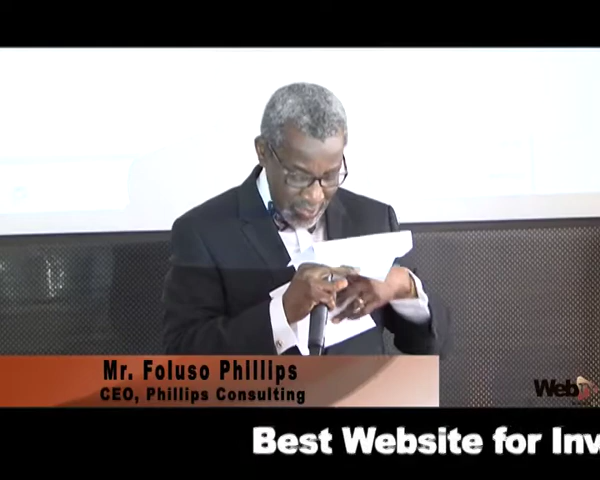 Mr. Foluso Phillips
CEO, Phillips Consulting
Web
Best Website for Inv